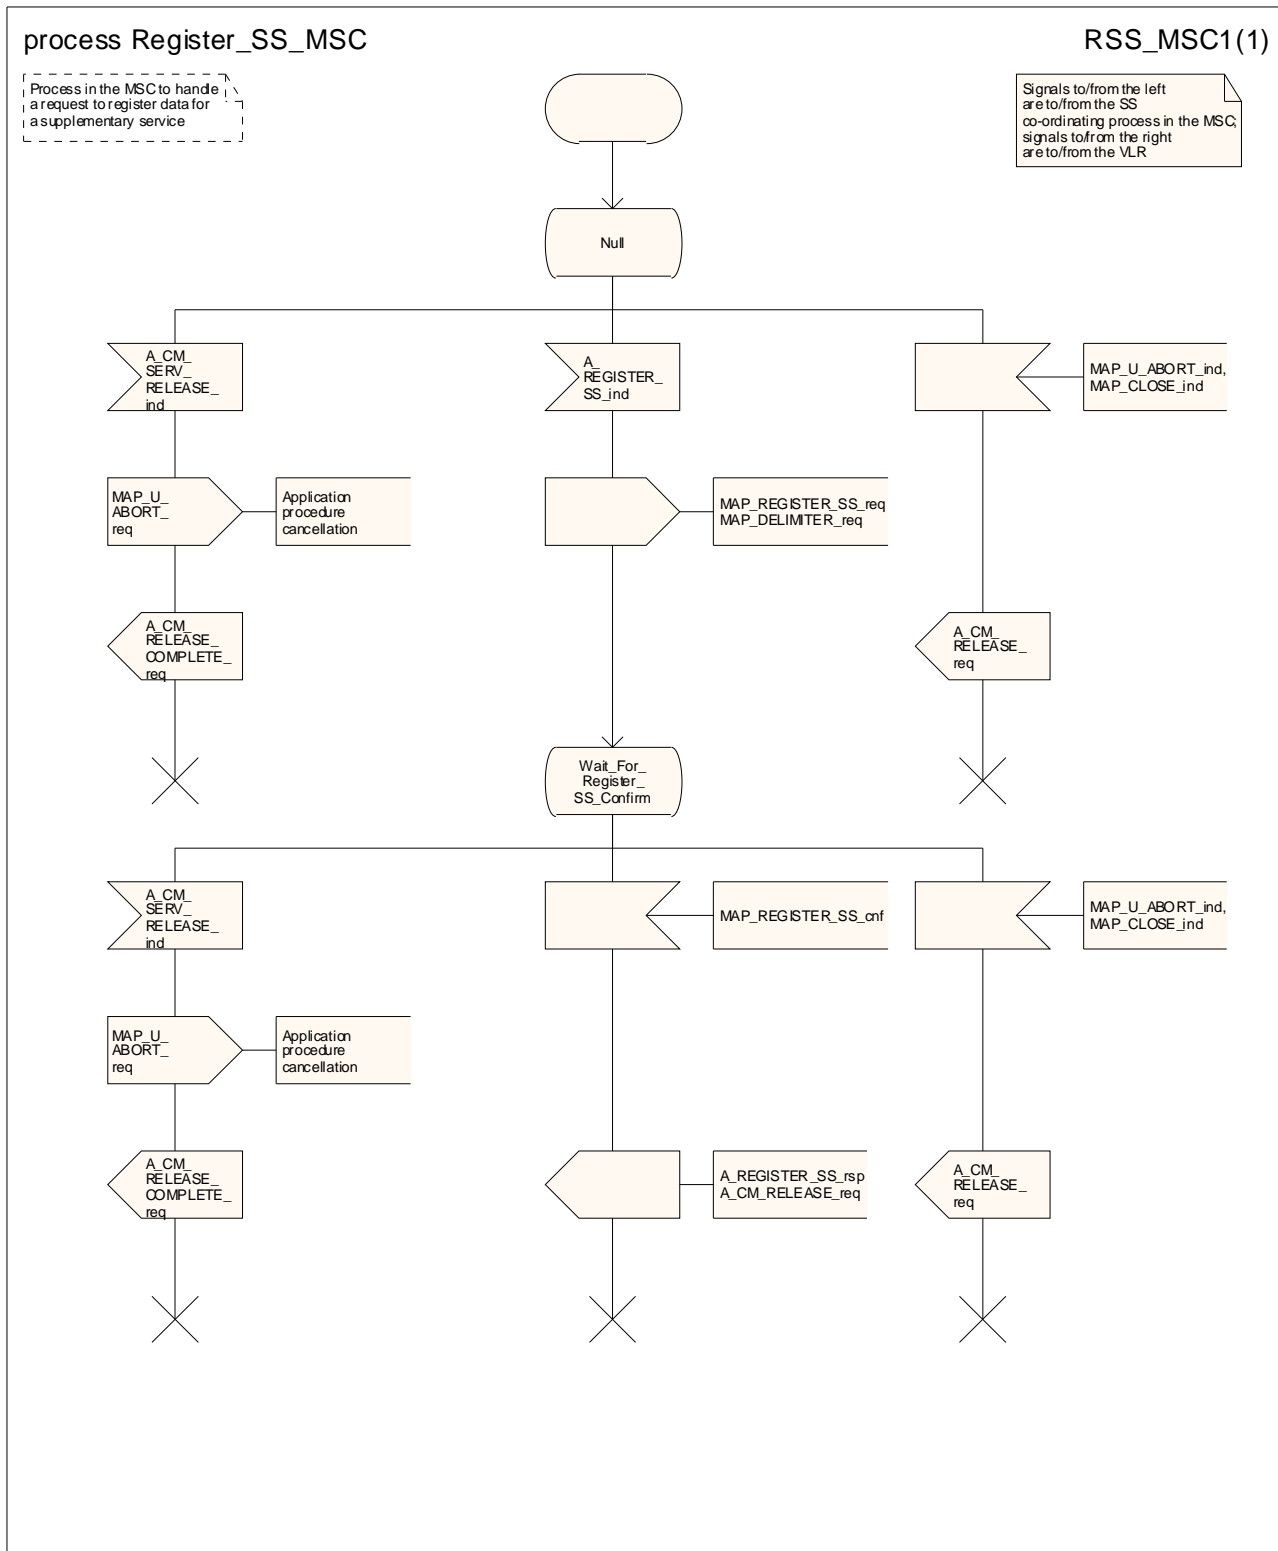 process Register_SS_MSC
RSS_MSC1(1)
Process in the MSC to handle
a request to register data for
a supplementary service
Signals to/from the left
are to/from the SS
co-ordinating process in the MSC;
signals to/from the right
are to/from the VLR
Null
A_CM_
SERV_
RELEASE_
ind
A_
REGISTER_
SS_ind
MAP_U_ABORT_ind,
MAP_CLOSE_ind
MAP_U_
ABORT_
req
Application
procedure
cancellation
MAP_REGISTER_SS_req
MAP_DELIMITER_req
A_CM_
RELEASE_
COMPLETE_
req
A_CM_
RELEASE_
req
Wait_For_
Register_
SS_Confirm
A_CM_
SERV_
RELEASE_
ind
MAP_REGISTER_SS_cnf
MAP_U_ABORT_ind,
MAP_CLOSE_ind
MAP_U_
ABORT_
req
Application
procedure
cancellation
A_CM_
RELEASE_
COMPLETE_
req
A_REGISTER_SS_rsp
A_CM_RELEASE_req
A_CM_
RELEASE_
req